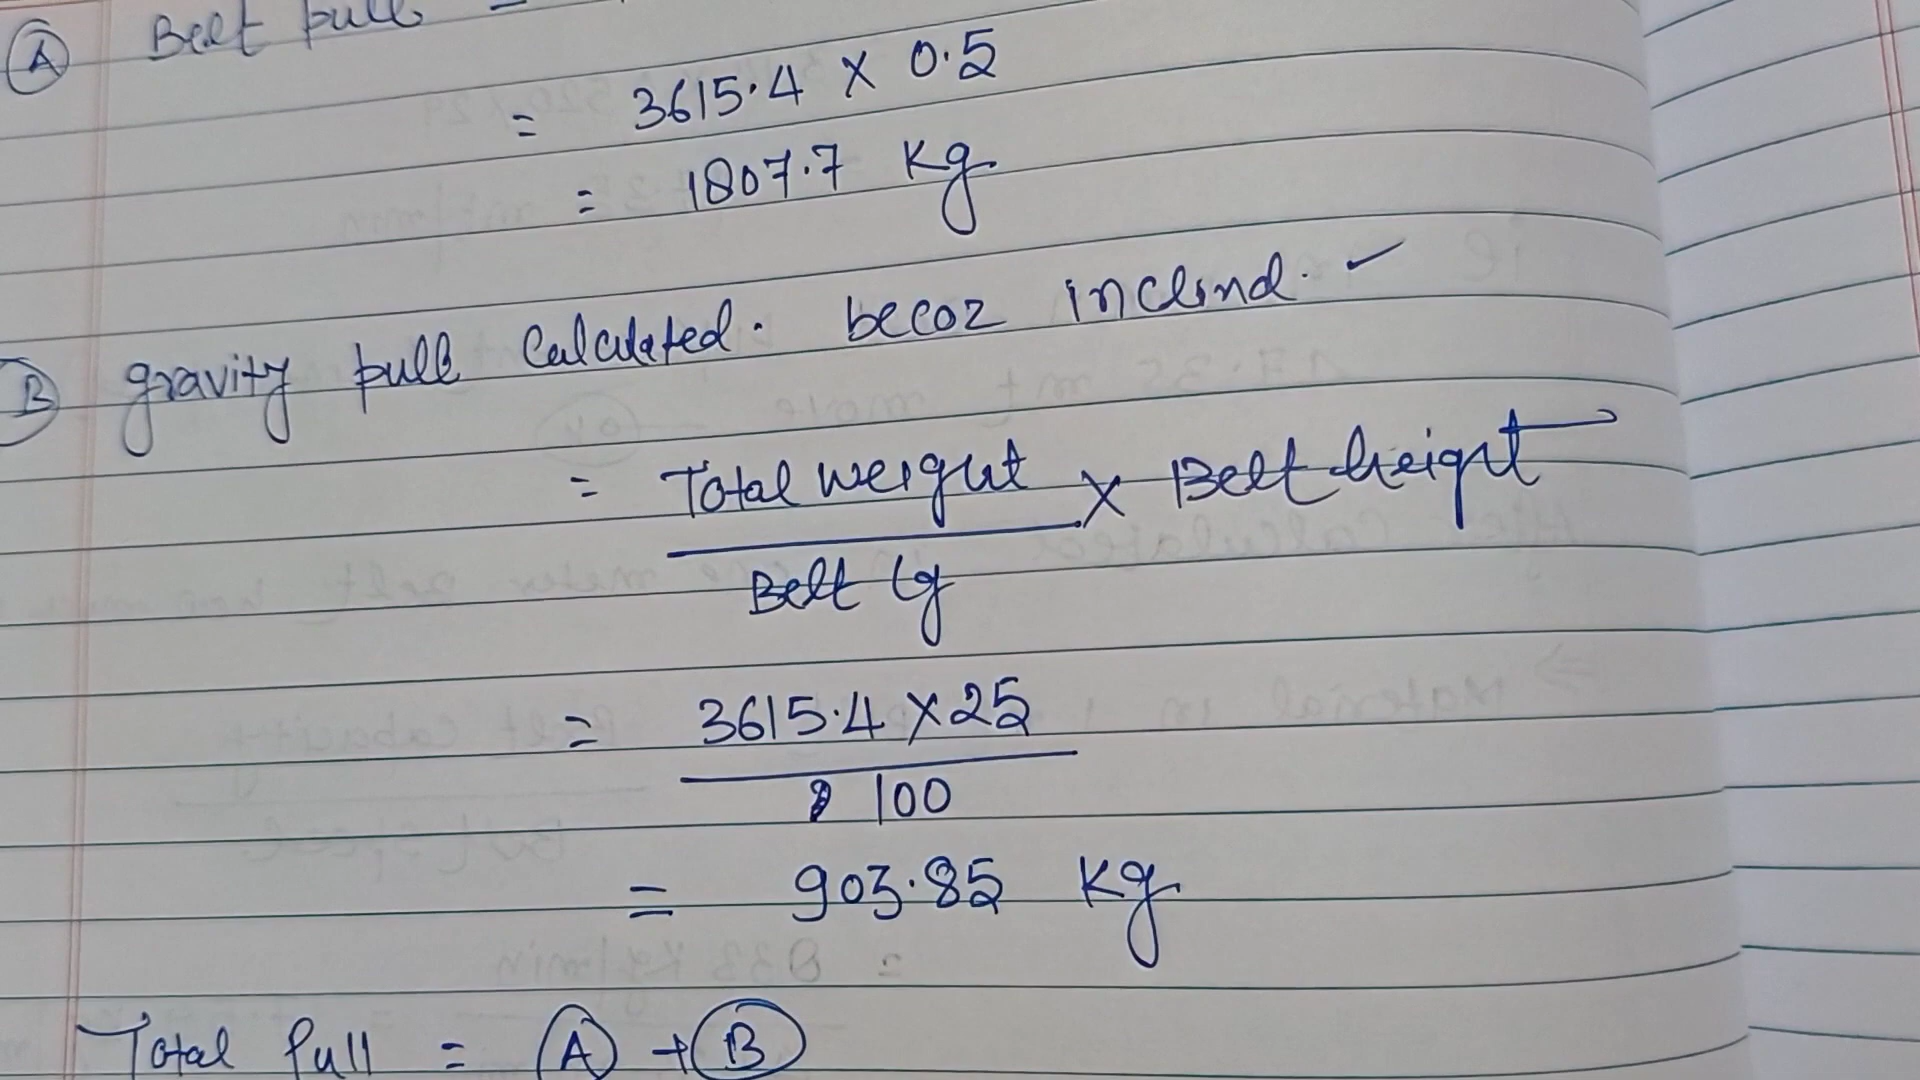 Ⓐ Belt pull =
= 3615.4 × 0.5
= 1807.7 Kg
Ⓑ gravity pull Calculated. becoz inclind. ✓
= Total weight × Belt height
Belt lg
= 3615.4 × 25
100
= 903.85 Kg
Total Pull = Ⓐ + Ⓑ